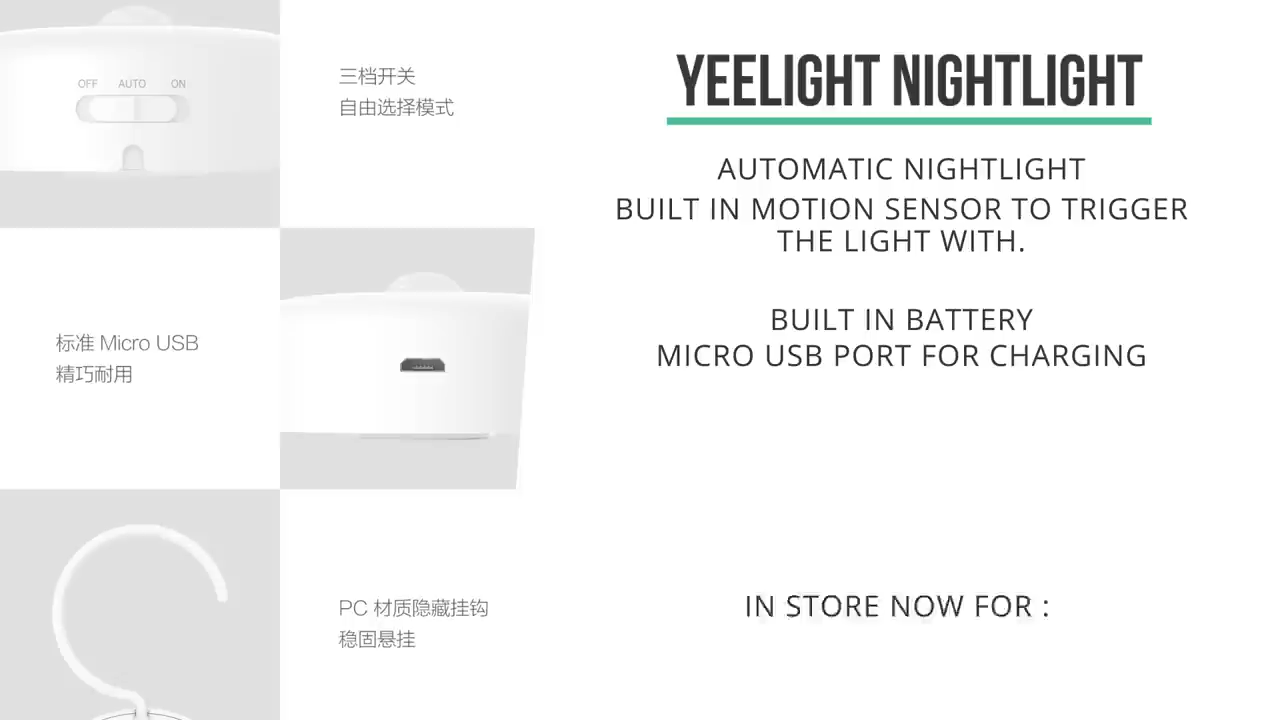 OFF AUTO ON
三档开关
自由选择模式
标准 Micro USB
精巧耐用
PC 材质隐藏挂钩
稳固悬挂
YEELIGHT NIGHTLIGHT
AUTOMATIC NIGHTLIGHT
BUILT IN MOTION SENSOR TO TRIGGER
THE LIGHT WITH.
BUILT IN BATTERY
MICRO USB PORT FOR CHARGING
IN STORE NOW FOR :